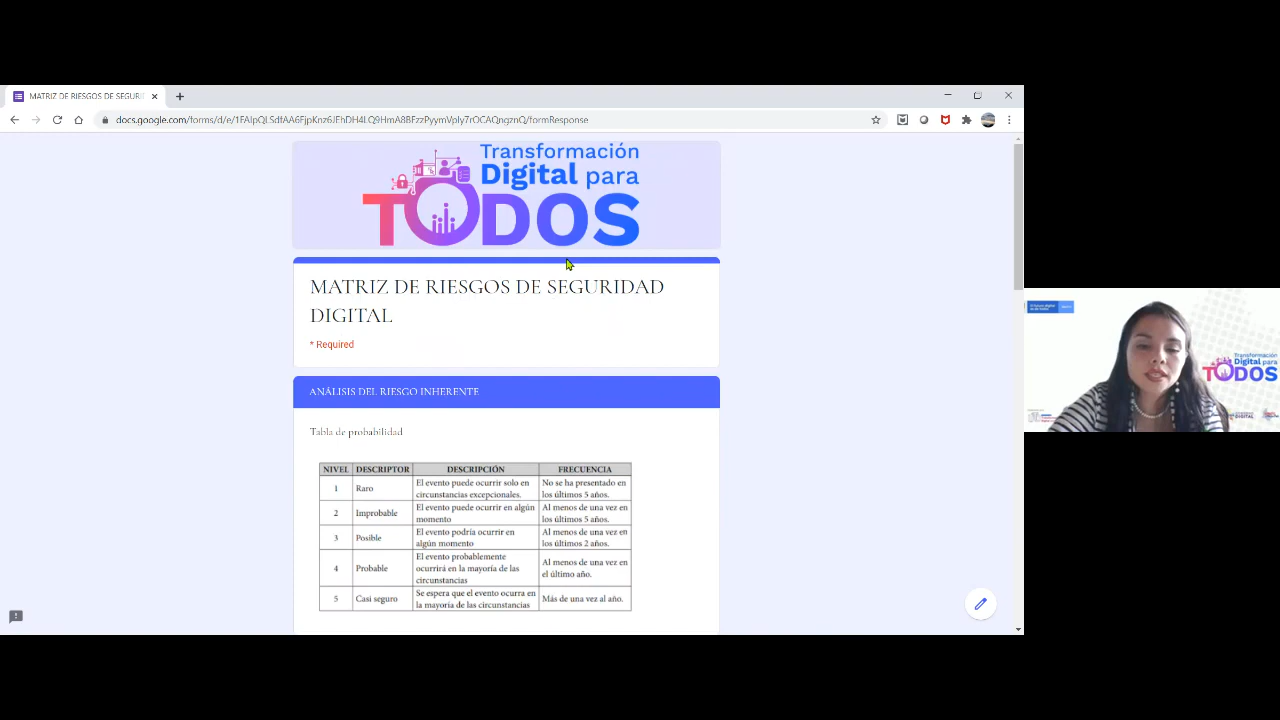 MATRIZ DE RIESGOS DE SEGURI
docs.google.com/forms/d/e/1FAIpQLSdfAA6FjpKnz6JEhDH4LQ9HmA8BFzzPyymVpIy7rOCAQngznQ/formResponse
Transformación
Digital para
TODOS
MATRIZ DE RIESGOS DE SEGURIDAD
DIGITAL
* Required
ANÁLISIS DEL RIESGO INHERENTE
Tabla de probabilidad
NIVEL DESCRIPTOR DESCRIPCIÓN FRECUENCIA
1 Raro El evento puede ocurrir solo en circunstancias excepcionales. No se ha presentado en los últimos 5 años.
2 Improbable El evento puede ocurrir en algún momento Al menos de una vez en los últimos 5 años.
3 Posible El evento podría ocurrir en algún momento Al menos de una vez en los últimos 2 años.
4 Probable El evento probablemente ocurrirá en la mayoría de las circunstancias Al menos de una vez en el último año.
5 Casi seguro Se espera que el evento ocurra en la mayoría de las circunstancias Más de una vez al año.
Transformación
Digital para
TODOS
DIGITAL